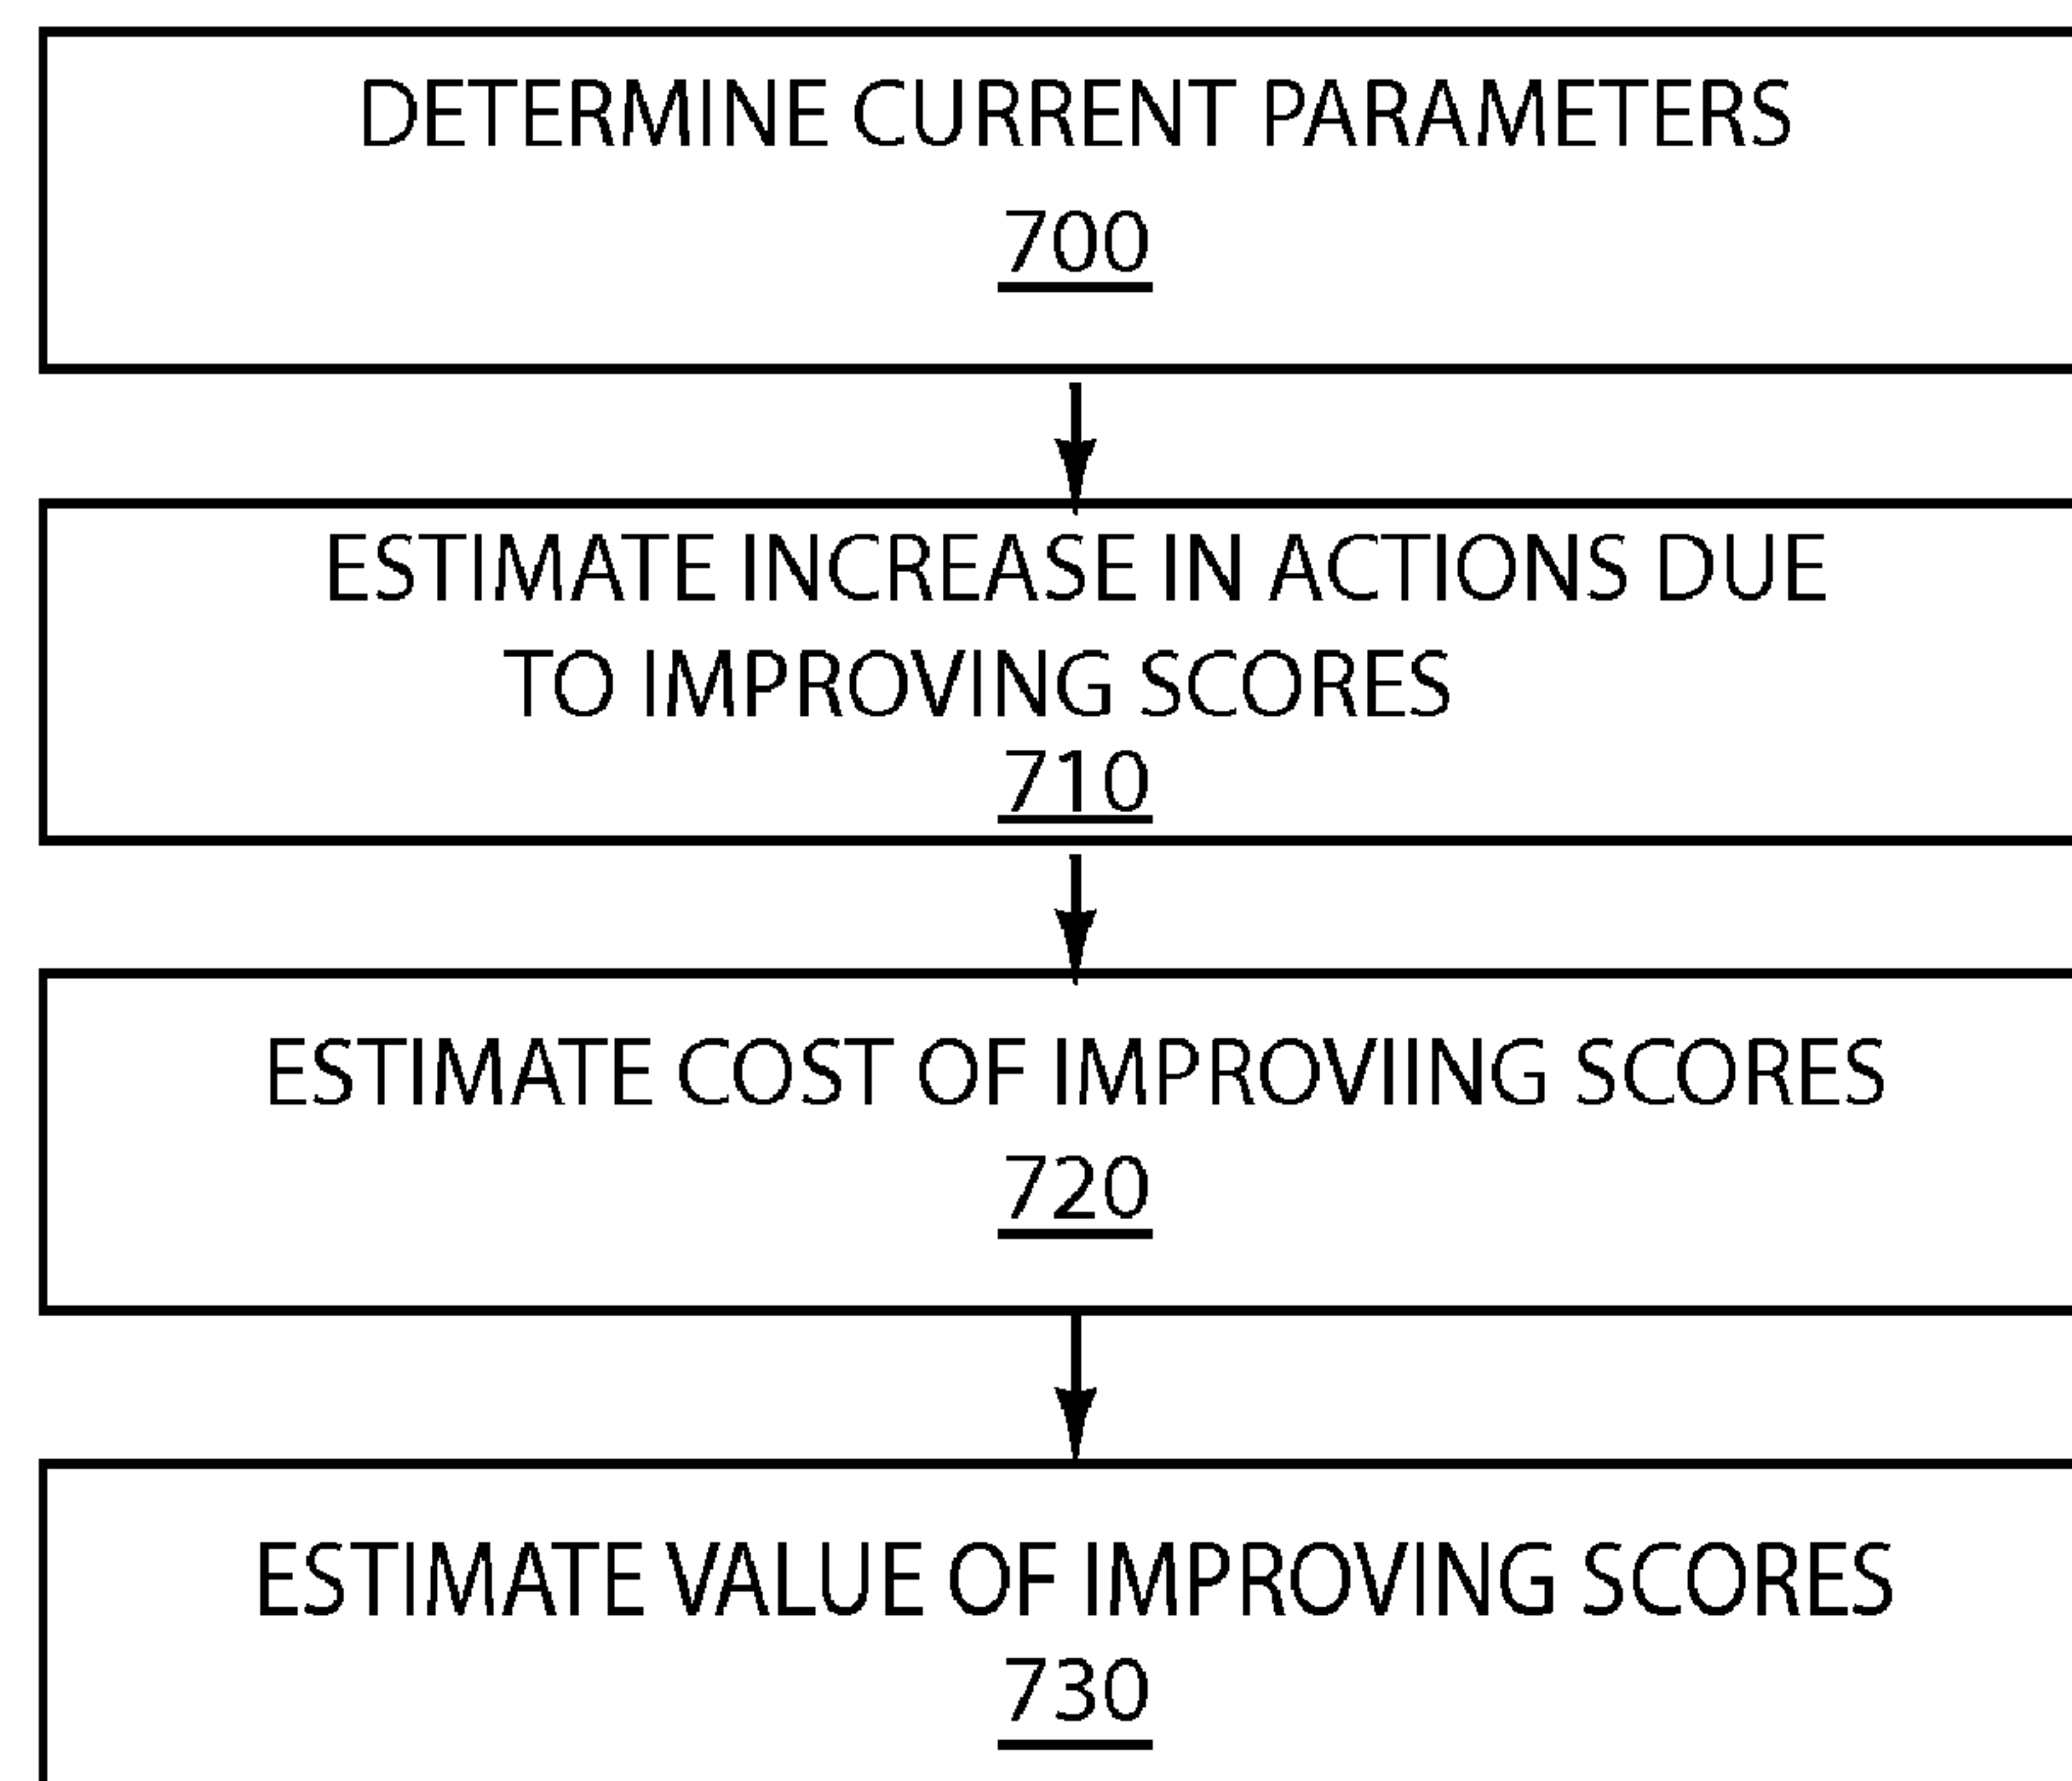 DETERMINE CURRENT PARAMETERS
700
ESTIMATE INCREASE IN ACTIONS DUE
TO IMPROVING SCORES
710
ESTIMATE COST OF IMPROVIING SCORES
720
ESTIMATE VALUE OF IMPROVING SCORES
730